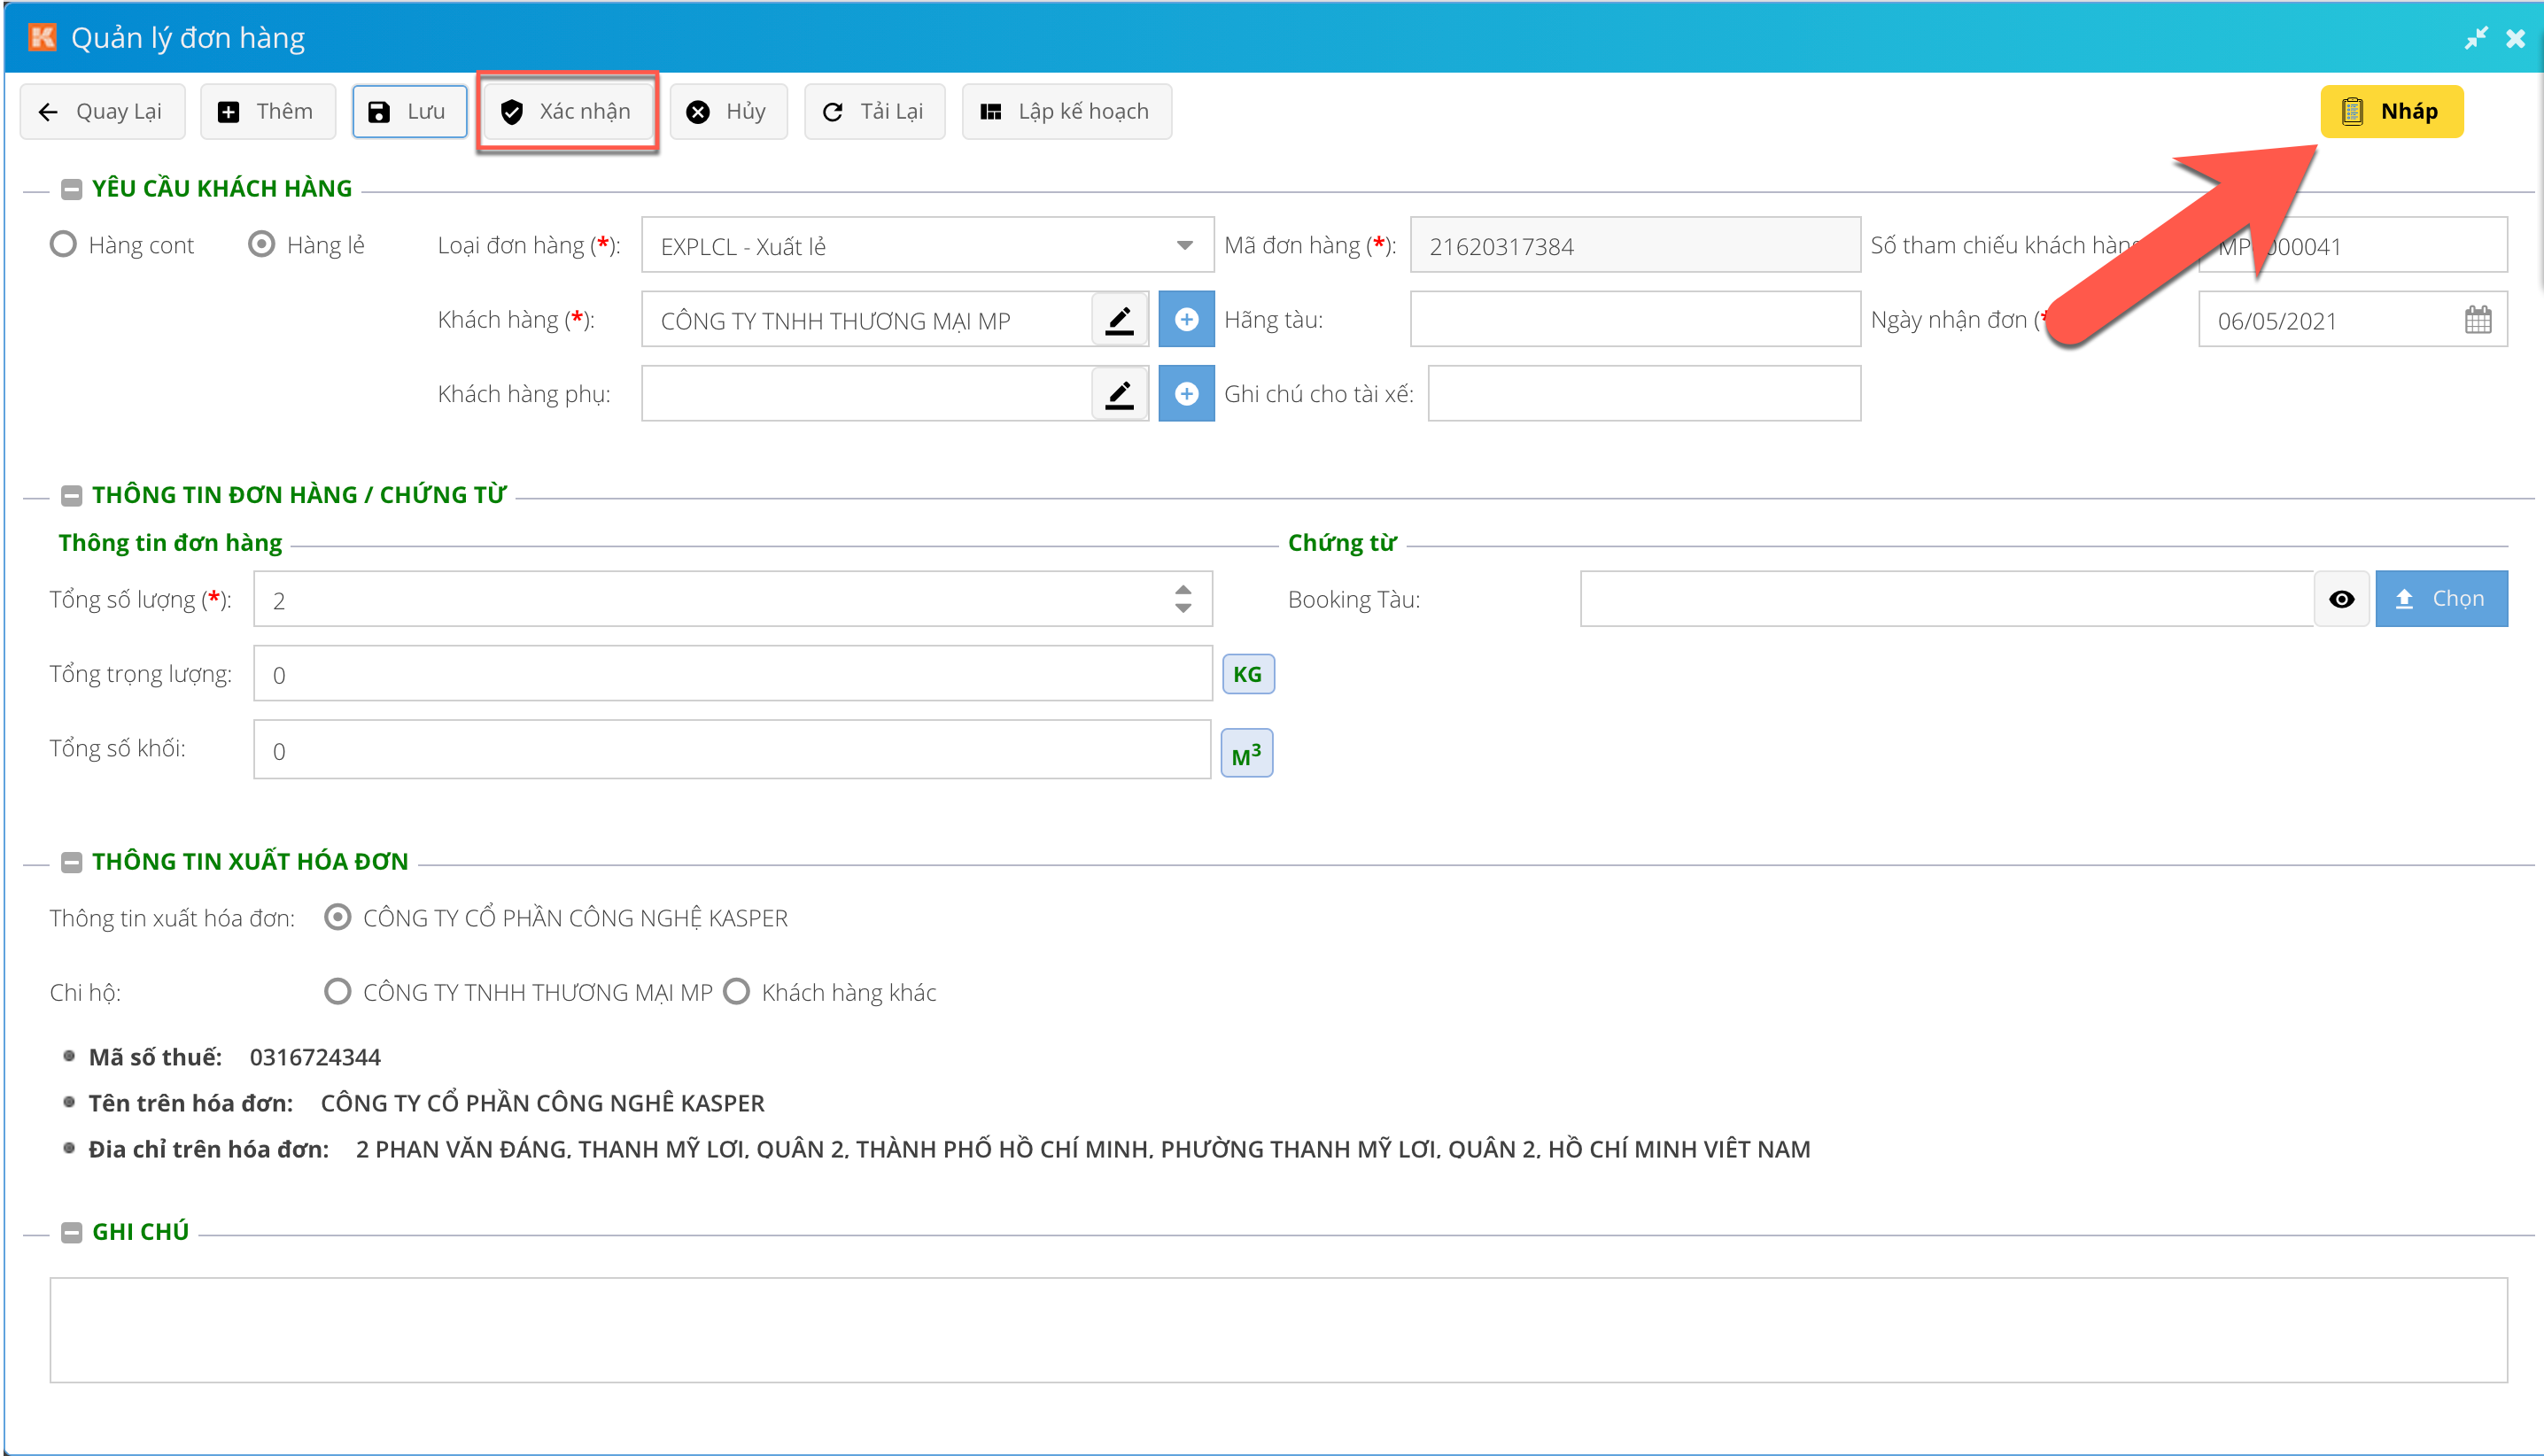 Quản lý đơn hàng
Quay Lại Thêm Lưu Xác nhận Hủy Tải Lại Lập kế hoạch Nháp
YÊU CẦU KHÁCH HÀNG
Hàng cont Hàng lẻ Loại đơn hàng (*): EXPLCL - Xuất lẻ Mã đơn hàng (*): 21620317384 Số tham chiếu khách hàng
Khách hàng (*): CÔNG TY TNHH THƯƠNG MẠI MP Hãng tàu: Ngày nhận đơn (* 06/05/2021
Khách hàng phụ: Ghi chú cho tài xế:
THÔNG TIN ĐƠN HÀNG / CHỨNG TỪ
Thông tin đơn hàng Chứng từ
Tổng số lượng (*): 2 Booking Tàu: Chọn
Tổng trọng lượng: 0 KG
Tổng số khối: 0 M³
THÔNG TIN XUẤT HÓA ĐƠN
Thông tin xuất hóa đơn: CÔNG TY CỔ PHẦN CÔNG NGHỆ KASPER
Chi hộ: CÔNG TY TNHH THƯƠNG MẠI MP Khách hàng khác
Mã số thuế: 0316724344
Tên trên hóa đơn: CÔNG TY CỔ PHẦN CÔNG NGHỆ KASPER
Địa chỉ trên hóa đơn: 2 PHAN VĂN ĐÁNG, THẠNH MỸ LỢI, QUẬN 2, THÀNH PHỐ HỒ CHÍ MINH, PHƯỜNG THẠNH MỸ LỢI, QUẬN 2, HỒ CHÍ MINH VIỆT NAM
GHI CHÚ